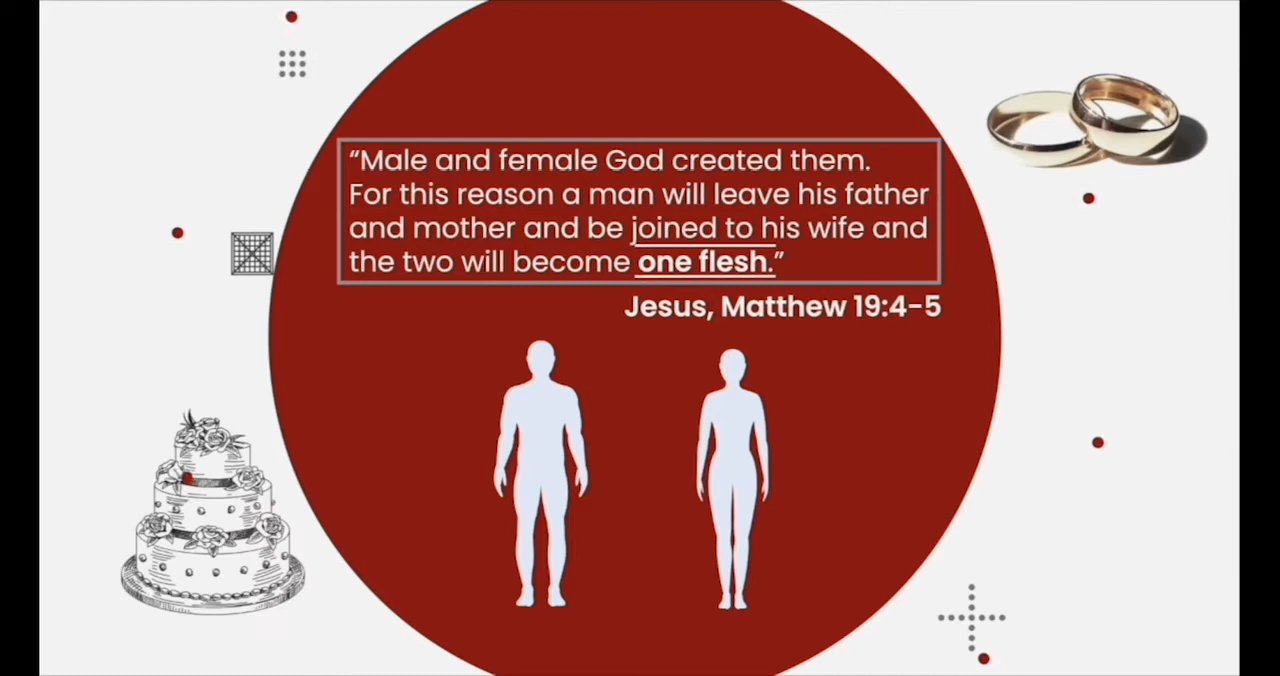 “Male and female God created them.
For this reason a man will leave his father
and mother and be joined to his wife and
the two will become one flesh.”
Jesus, Matthew 19:4-5